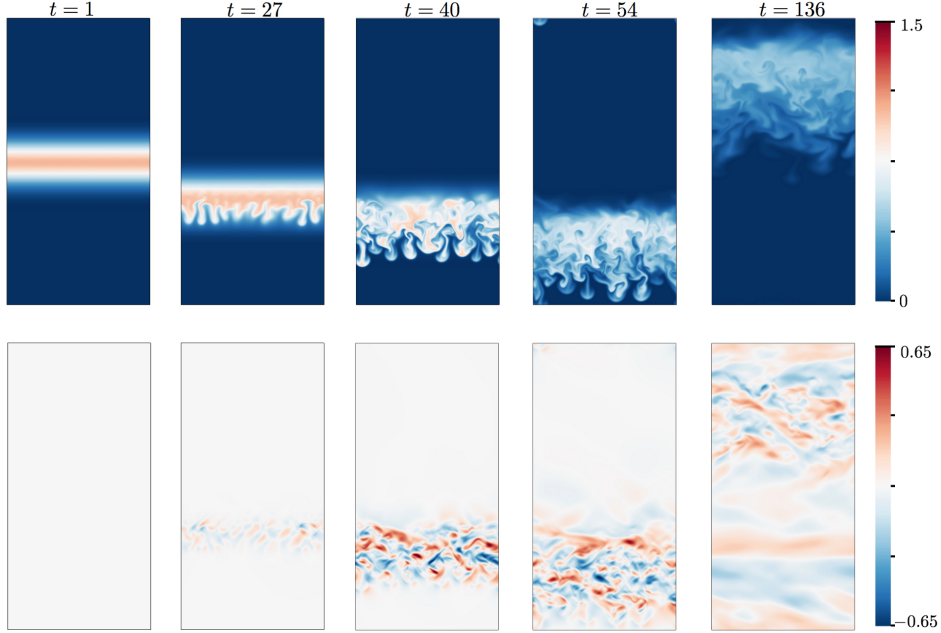 t = 1
t = 27
t = 40
t = 54
t = 136
1.5
0
0.65
−0.65